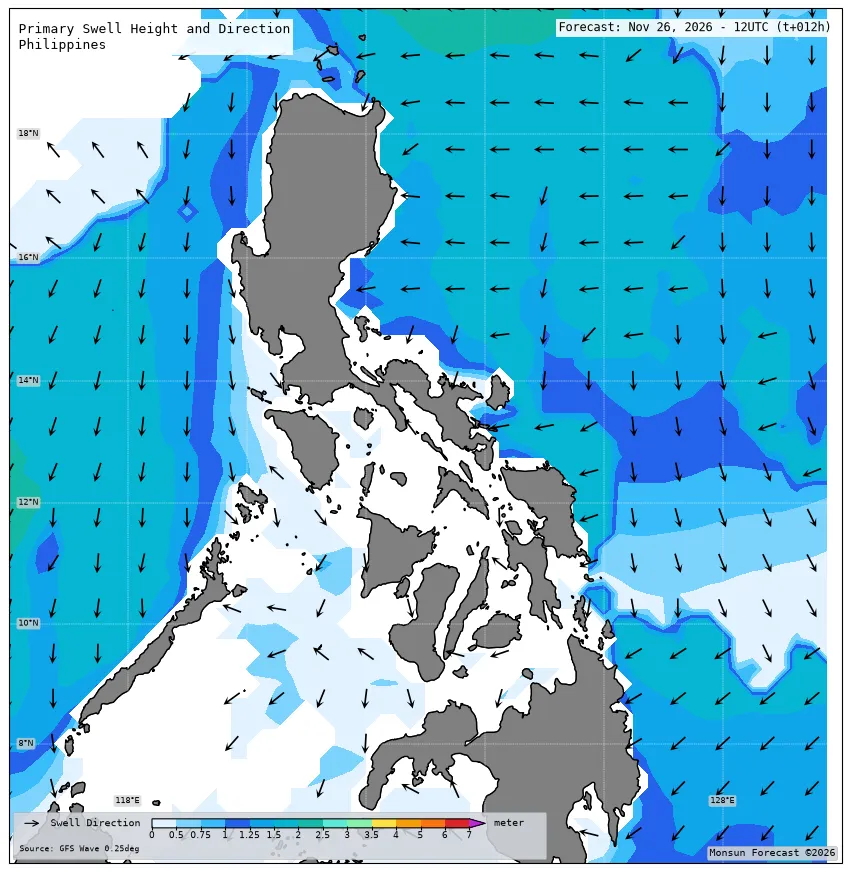 Primary Swell Height and Direction
Philippines
Forecast: Nov 26, 2026 - 12UTC (t+012h)
18°N
16°N
14°N
12°N
10°N
8°N
118°E
128°E
Swell Direction
0 0.5 0.75 1 1.25 1.5 2 2.5 3 3.5 4 5 6 7
meter
Source: GFS Wave 0.25deg
Monsun Forecast ©2026